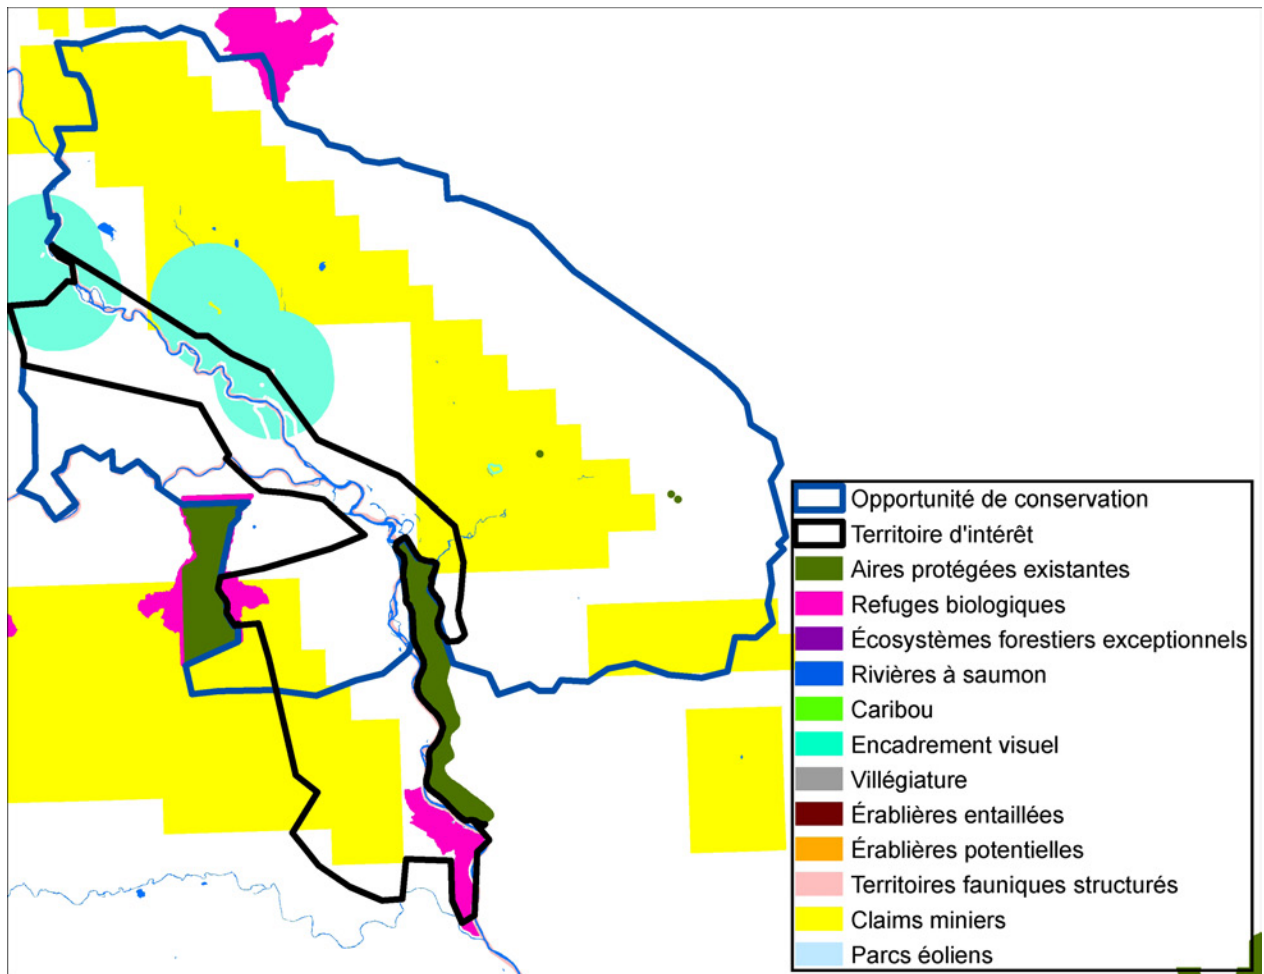 Opportunité de conservation
Territoire d'intérêt
Aires protégées existantes
Refuges biologiques
Écosystèmes forestiers exceptionnels
Rivières à saumon
Caribou
Encadrement visuel
Villégiature
Érablières entaillées
Érablières potentielles
Territoires fauniques structurés
Claims miniers
Parcs éoliens